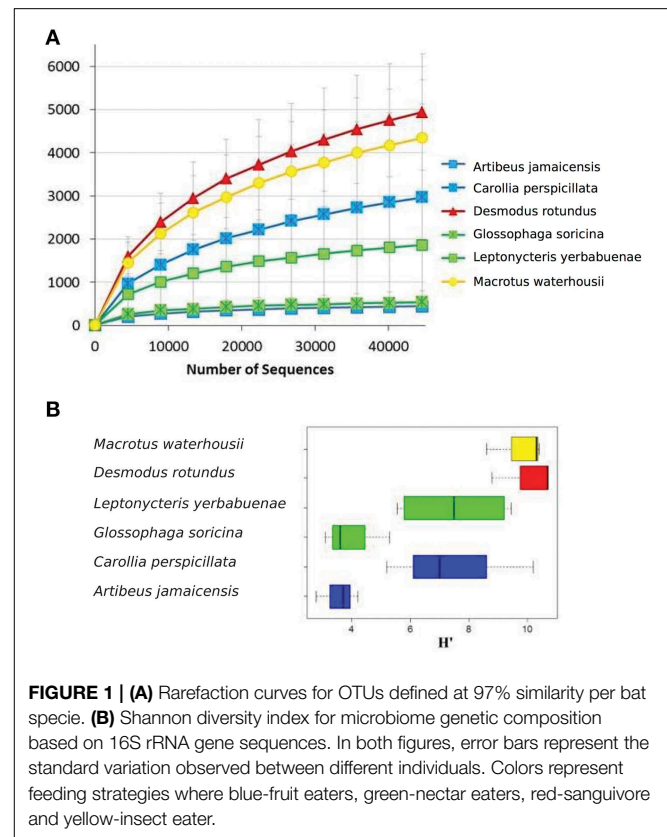 A
6000
5000
4000
3000
2000
1000
0
0 10000 20000 30000 40000
Number of Sequences
Artibeus jamaicensis
Carollia perspicillata
Desmodus rotundus
Glossophaga soricina
Leptonycteris yerbabuenae
Macrotus waterhousii
B
Macrotus waterhousii
Desmodus rotundus
Leptonycteris yerbabuenae
Glossophaga soricina
Carollia perspicillata
Artibeus jamaicensis
4 6 8 10
H'
FIGURE 1 | (A) Rarefaction curves for OTUs defined at 97% similarity per bat
specie. (B) Shannon diversity index for microbiome genetic composition
based on 16S rRNA gene sequences. In both figures, error bars represent the
standard variation observed between different individuals. Colors represent
feeding strategies where blue-fruit eaters, green-nectar eaters, red-sanguivore
and yellow-insect eater.